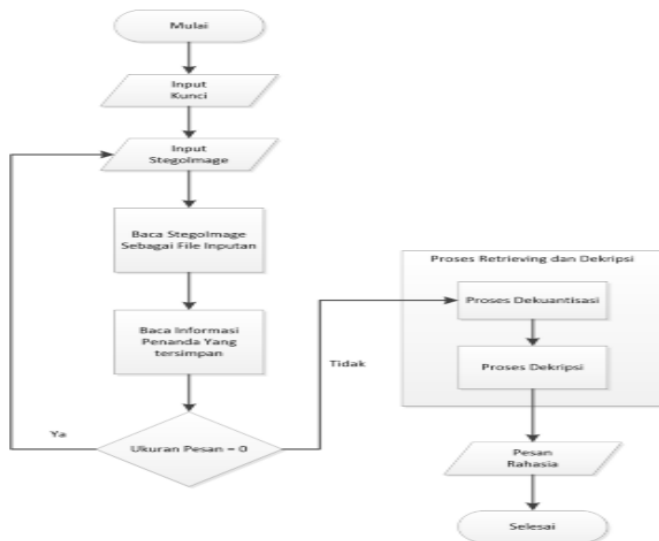 Mulai
Input
Kunci
Input
StegoImage
Baca StegoImage
Sebagai File Inputan
Baca Informasi
Penanda Yang
tersimpan
Ukuran Pesan = 0
Ya
Tidak
Proses Retrieving dan Dekripsi
Proses Dekuantisasi
Proses Dekripsi
Pesan
Rahasia
Selesai